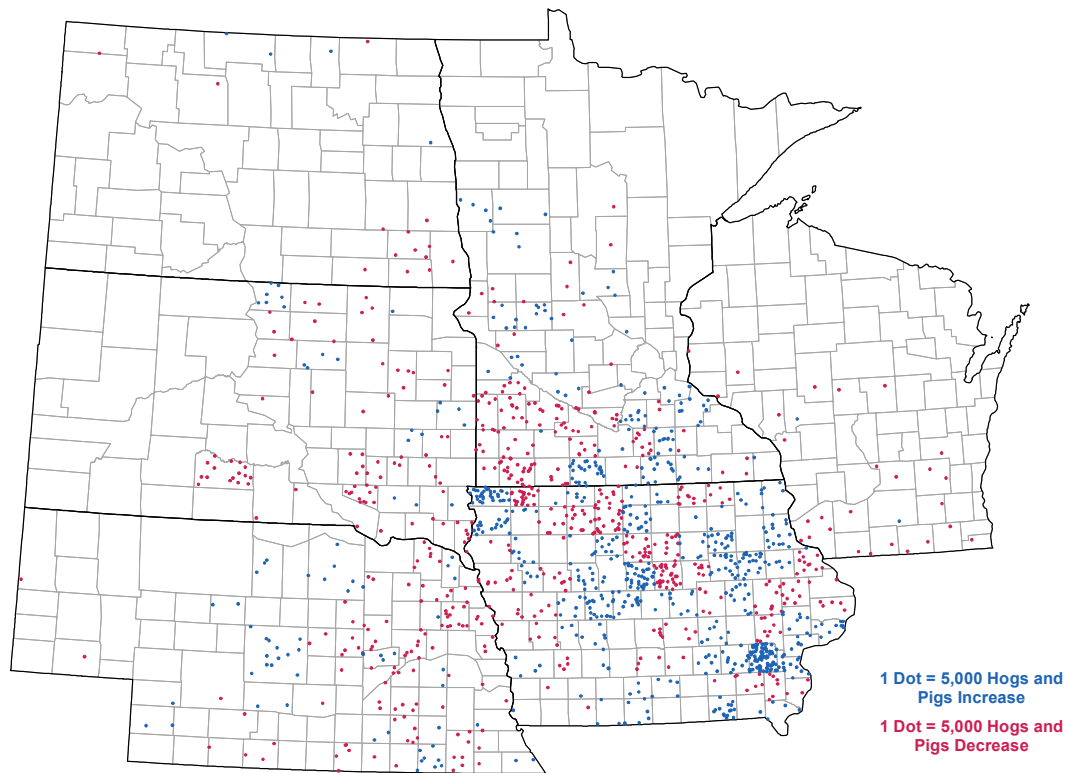 1 Dot = 5,000 Hogs and
Pigs Increase
1 Dot = 5,000 Hogs and
Pigs Decrease